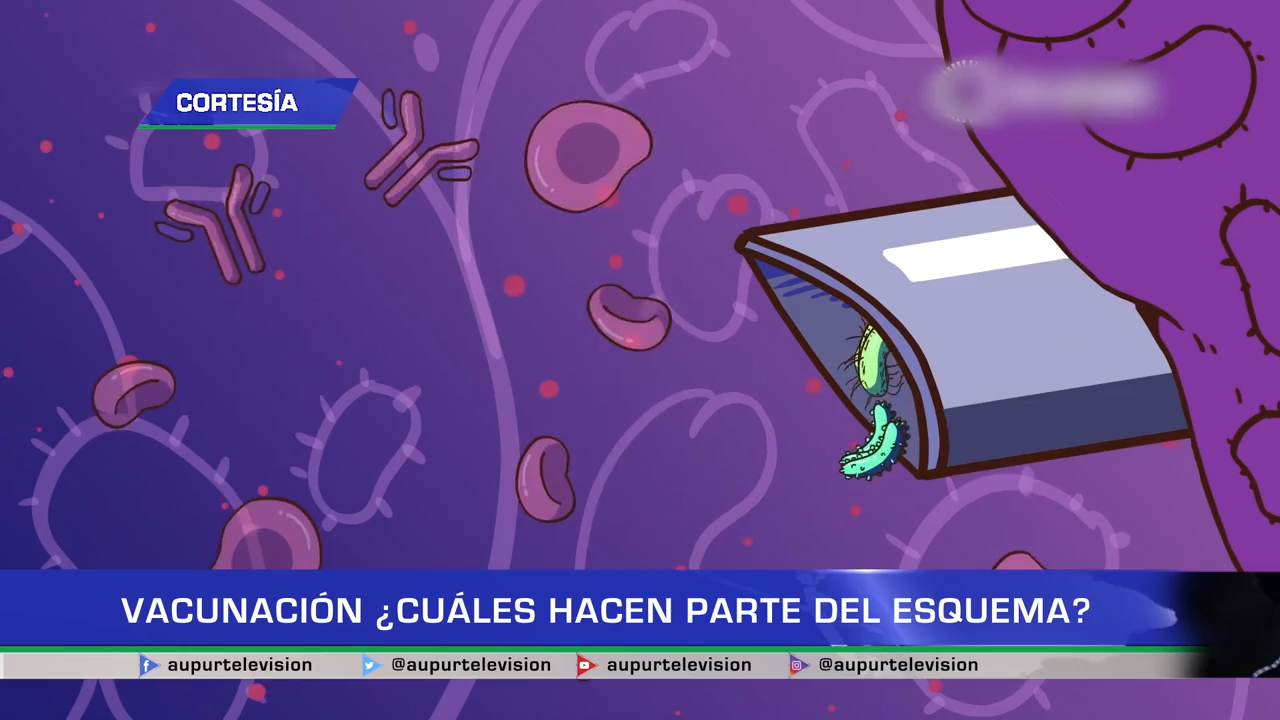 CORTESÍA
VACUNACIÓN ¿CUÁLES HACEN PARTE DEL ESQUEMA?
aupurtelevision @aupurtelevision aupurtelevision @aupurtelevision